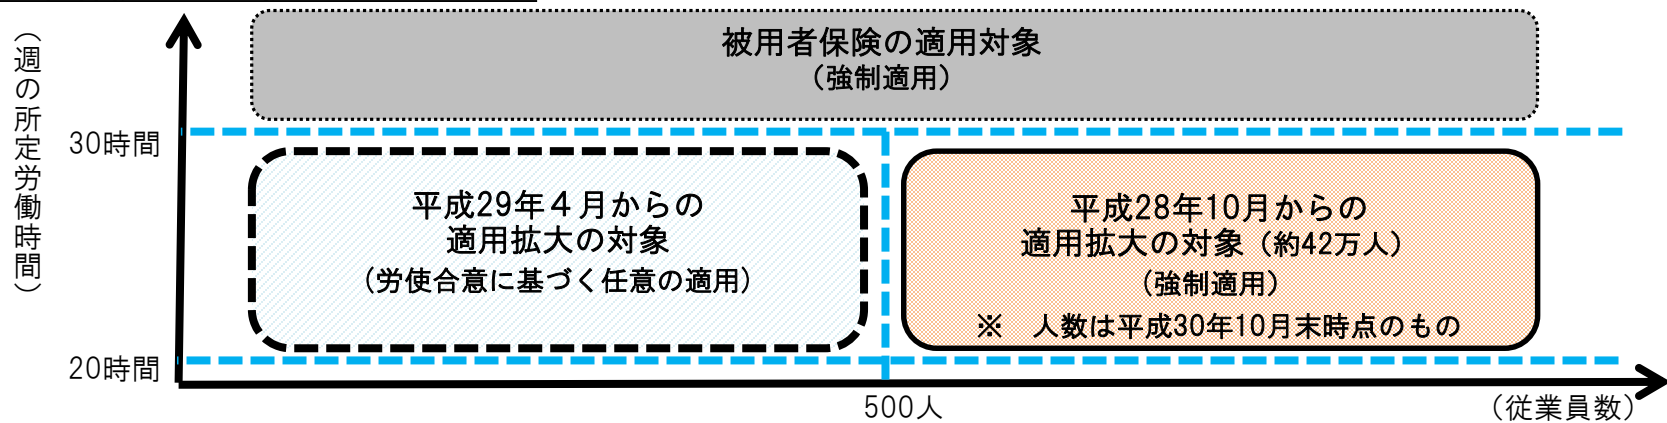 （週の所定労働時間）
被用者保険の適用対象
（強制適用）
30時間
平成29年４月からの
適用拡大の対象
（労使合意に基づく任意の適用）
平成28年10月からの
適用拡大の対象（約42万人）
（強制適用）
※　人数は平成30年10月末時点のもの
20時間
500人
（従業員数）